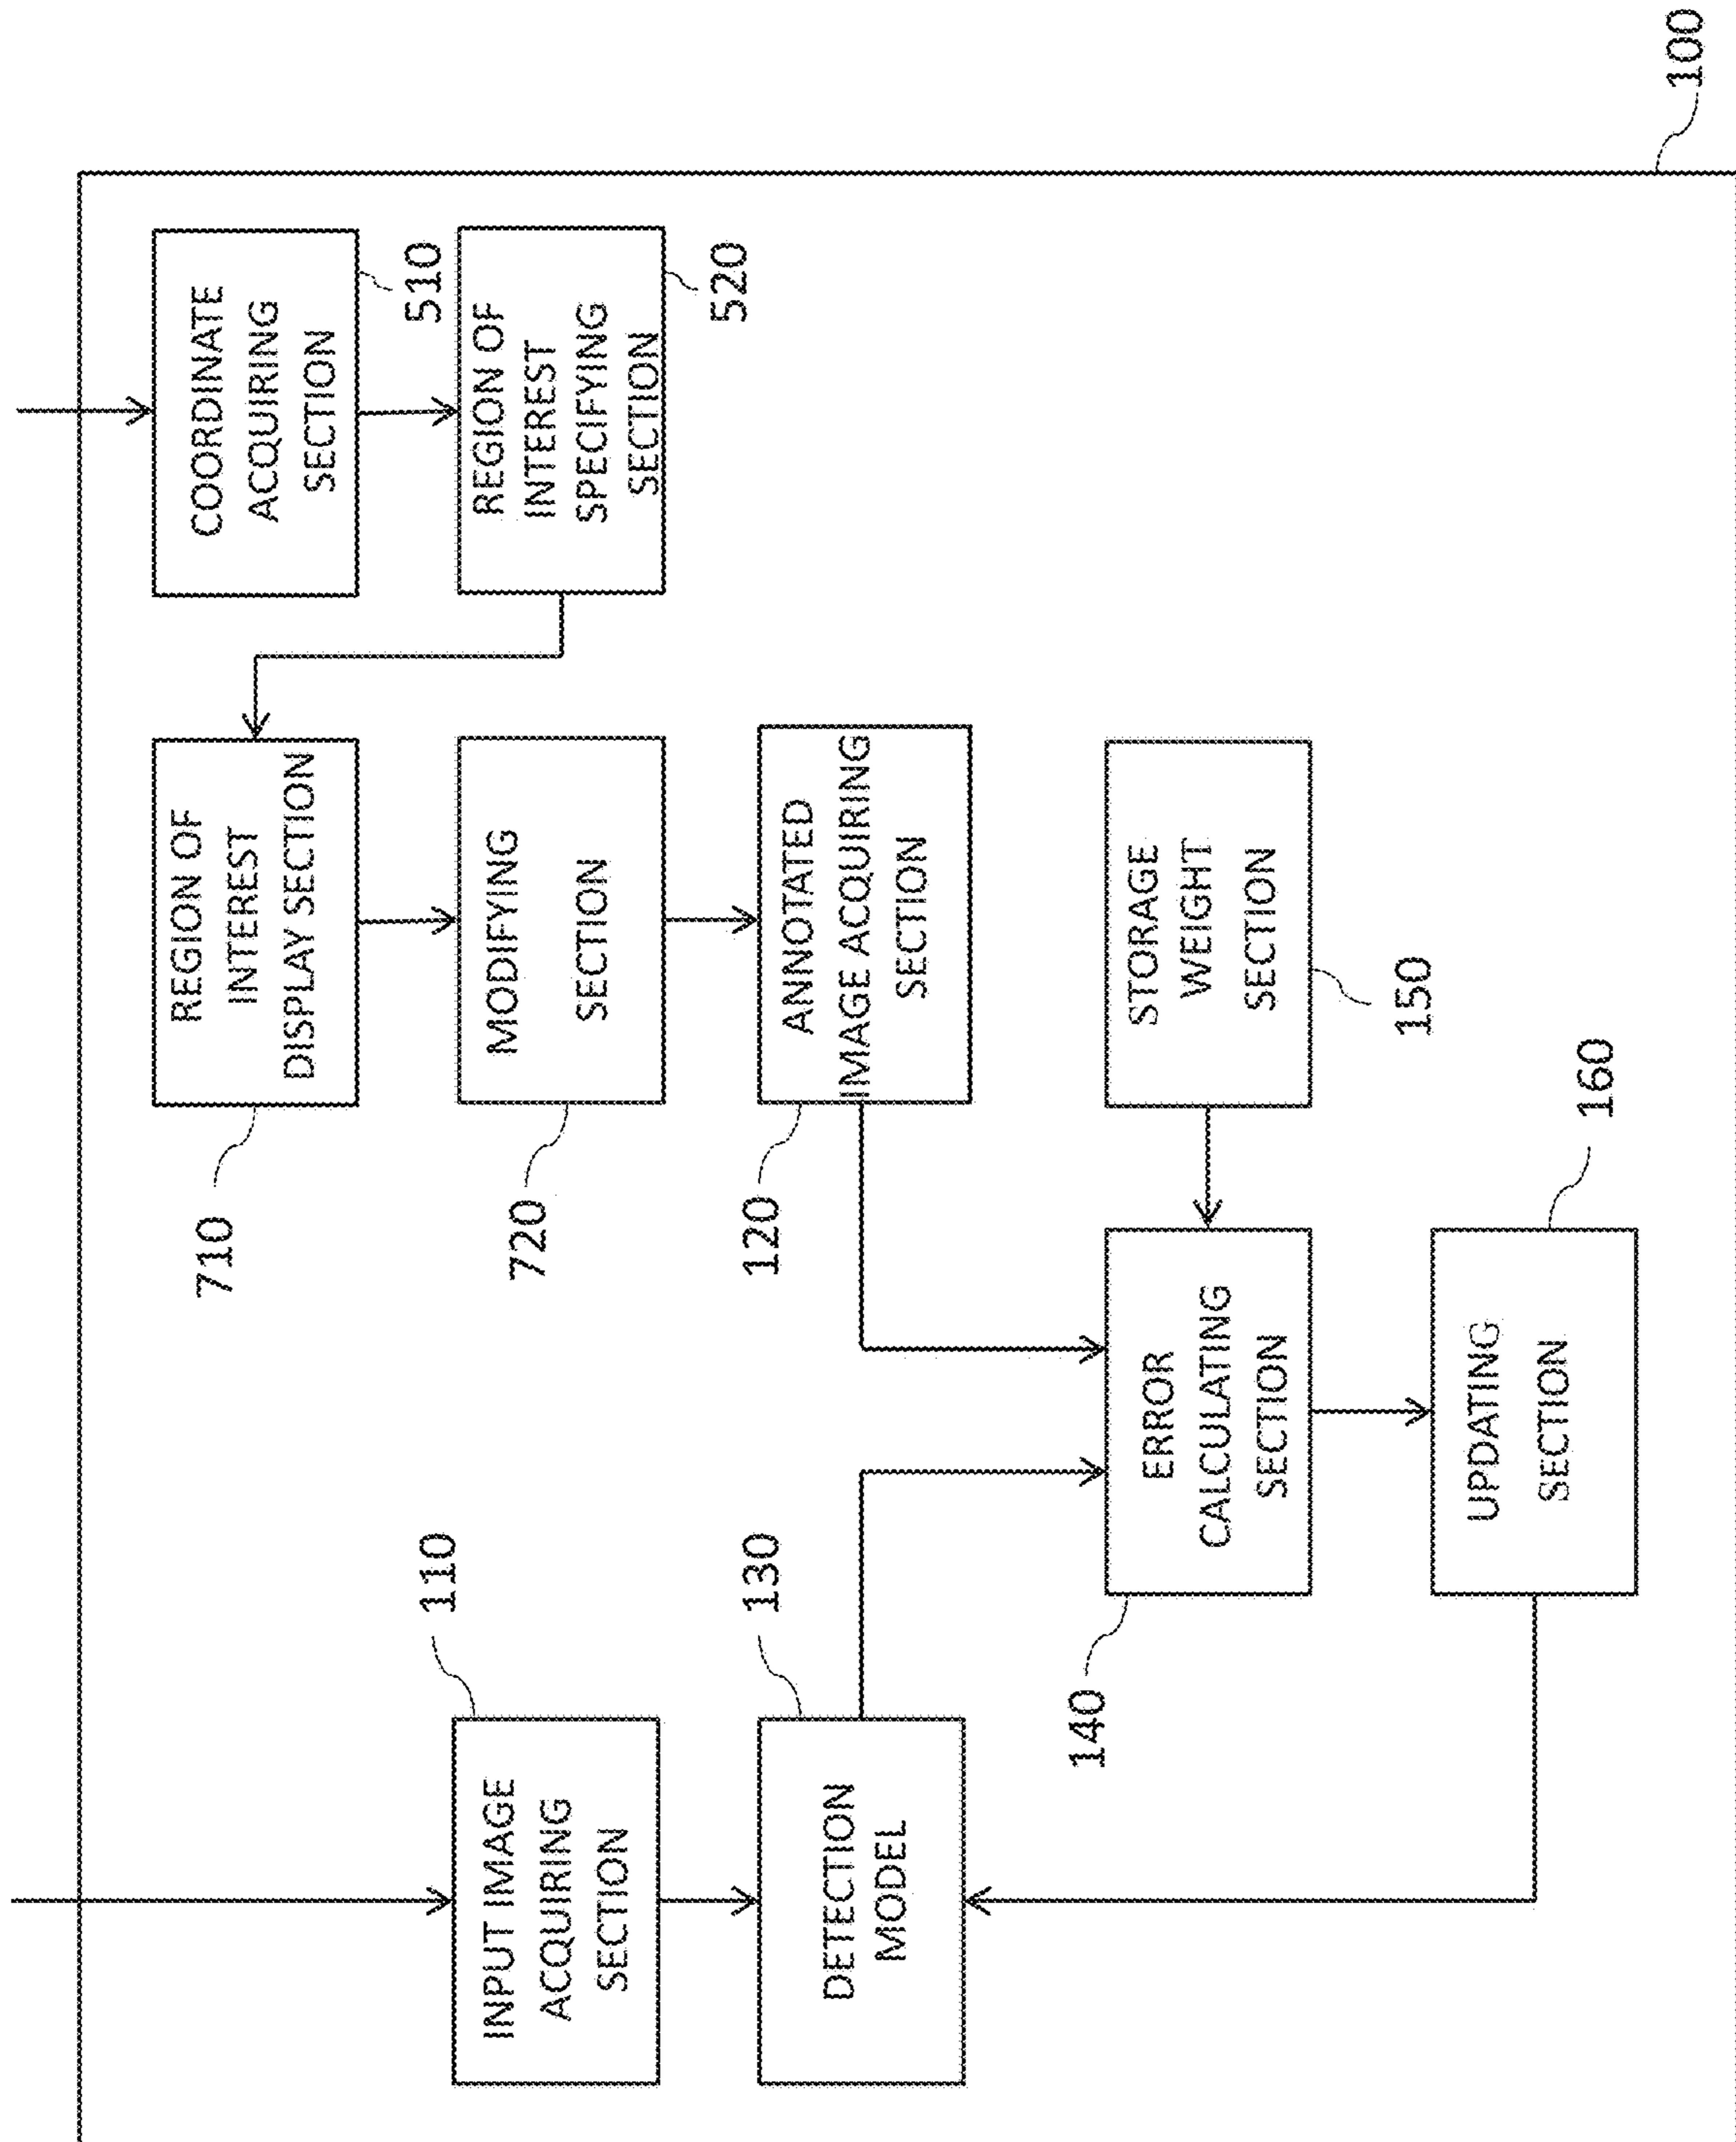 COORDINATE
ACQUIRING
SECTION
510
REGION OF
INTEREST
SPECIFYING
SECTION
520
REGION OF
INTEREST
DISPLAY SECTION
710
MODIFYING
SECTION
720
ANNOTATED
IMAGE ACQUIRING
SECTION
120
INPUT IMAGE
ACQUIRING
SECTION
110
DETECTION
MODEL
130
ERROR
CALCULATING
SECTION
140
STORAGE
WEIGHT
SECTION
150
UPDATING
SECTION
160
100